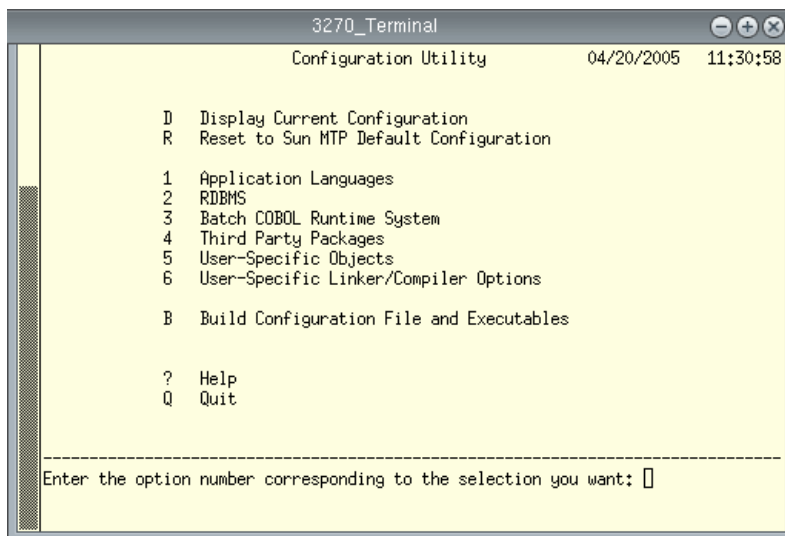 3270_Terminal
Configuration Utility 04/20/2005 11:30:58
D Display Current Configuration
R Reset to Sun MTP Default Configuration
1 Application Languages
2 RDBMS
3 Batch COBOL Runtime System
4 Third Party Packages
5 User-Specific Objects
6 User-Specific Linker/Compiler Options
B Build Configuration File and Executables
? Help
Q Quit
--------------------------------------------------------------------------------
Enter the option number corresponding to the selection you want: